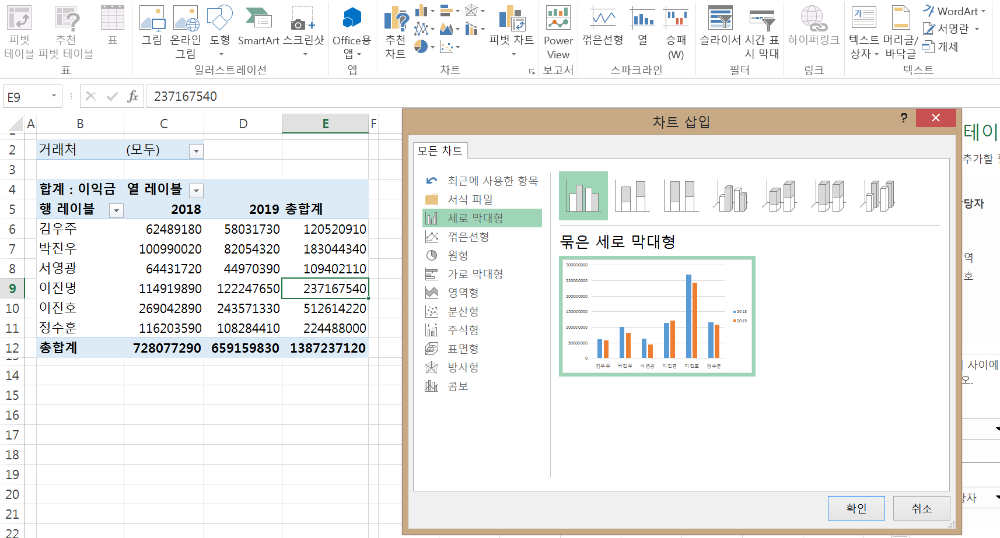 피벗 테이블
추천 피벗 테이블
표
표
그림
온라인 그림
도형
SmartArt
스크린샷
일러스트레이션
Office용 앱
앱
추천 차트
피벗 차트
차트
Power View
보고서
꺾은선형
열
승패 (W)
스파크라인
슬라이서
시간 표시 막대
필터
하이퍼링크
링크
텍스트 상자
머리글/바닥글
WordArt
서명란
개체
텍스트
E9
fx
237167540
A B C D E F
2 거래처 (모두)
3
4 합계 : 이익금 열 레이블
5 행 레이블 2018 2019 총합계
6 김우주 62489180 58031730 120520910
7 박진우 100990020 82054320 183044340
8 서영광 64431720 44970390 109402110
9 이진명 114919890 122247650 237167540
10 이진호 269042890 243571330 512614220
11 정수훈 116203590 108284410 224488000
12 총합계 728077290 659159830 1387237120
14
15
16
17
18
19
20
21
22
차트 삽입
?
모든 차트
최근에 사용한 항목
서식 파일
세로 막대형
꺾은선형
원형
가로 막대형
영역형
분산형
주식형
표면형
방사형
콤보
묶은 세로 막대형
300000000
250000000
200000000
150000000
100000000
50000000
0
김우주 박진우 서영광 이진명 이진호 정수훈
2018
2019
확인
취소
테이
추가할
당자
역
호
사이에
오.
자